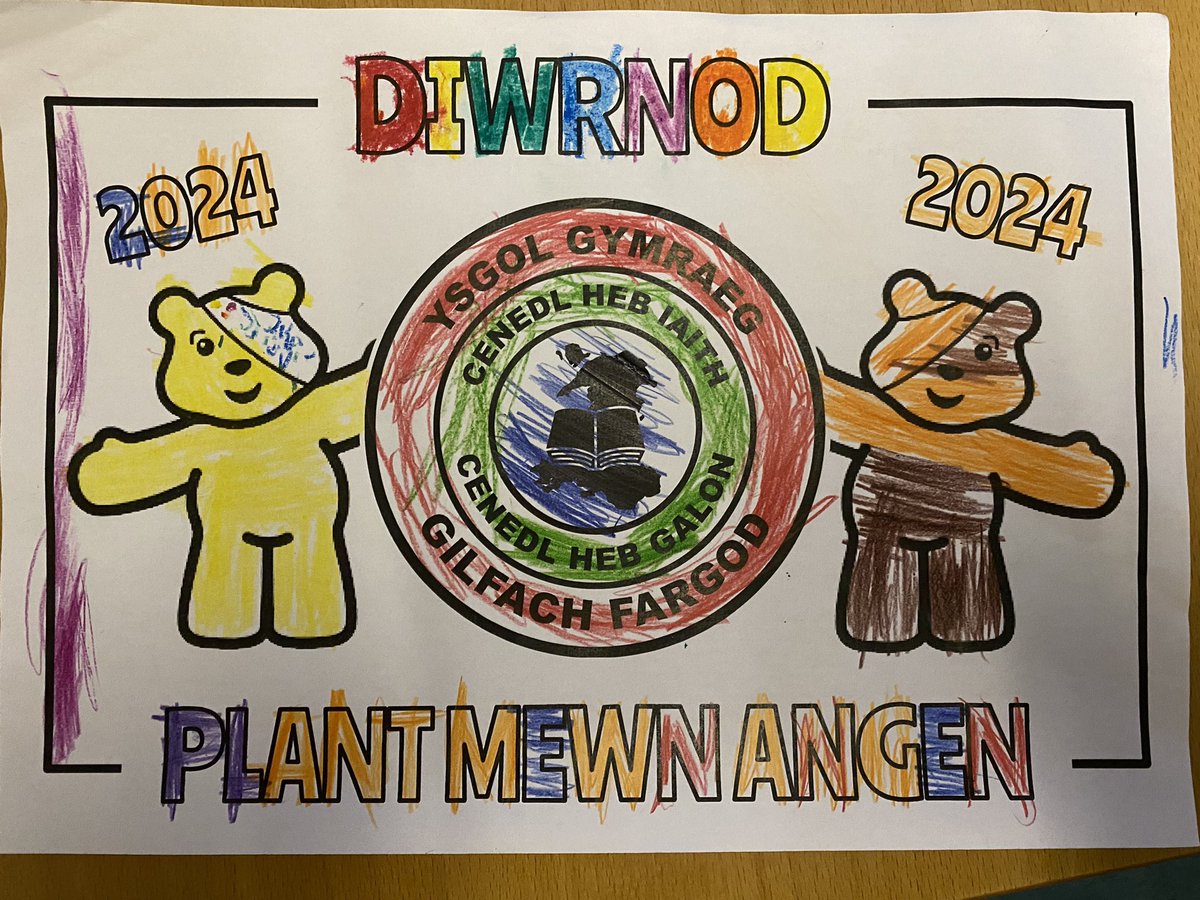 DIWRNOD
2024
2024
YSGOL GYMRAEG
CENEDL HEB IAITH
CENEDL HEB GALON
GILFACH FARGOD
PLANT MEWN ANGEN